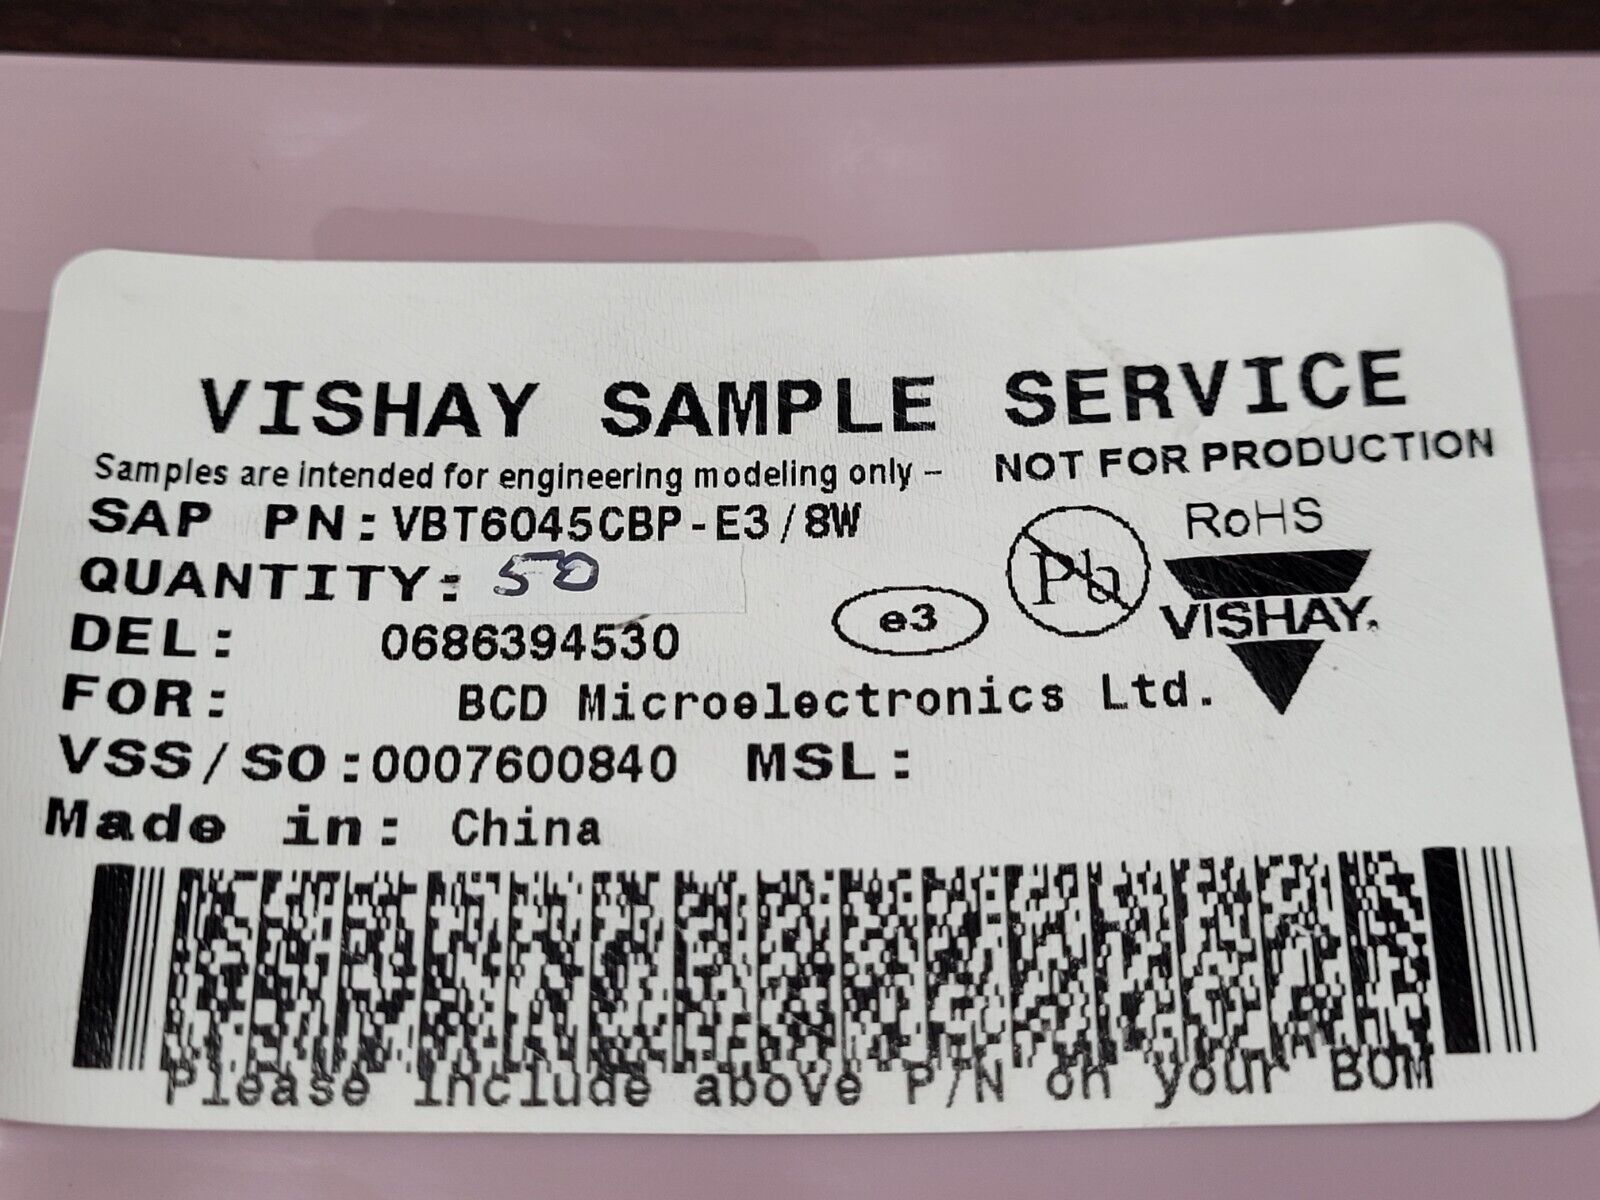 VISHAY SAMPLE SERVICE
Samples are intended for engineering modeling only – NOT FOR PRODUCTION
SAP PN:VBT6045CBP-E3/8W
RoHS
QUANTITY: 50
Pb
VISHAY.
DEL: 0686394530
e3
FOR: BCD Microelectronics Ltd.
VSS/SO:0007600840 MSL:
Made in: China
Please include above P/N on your BOM